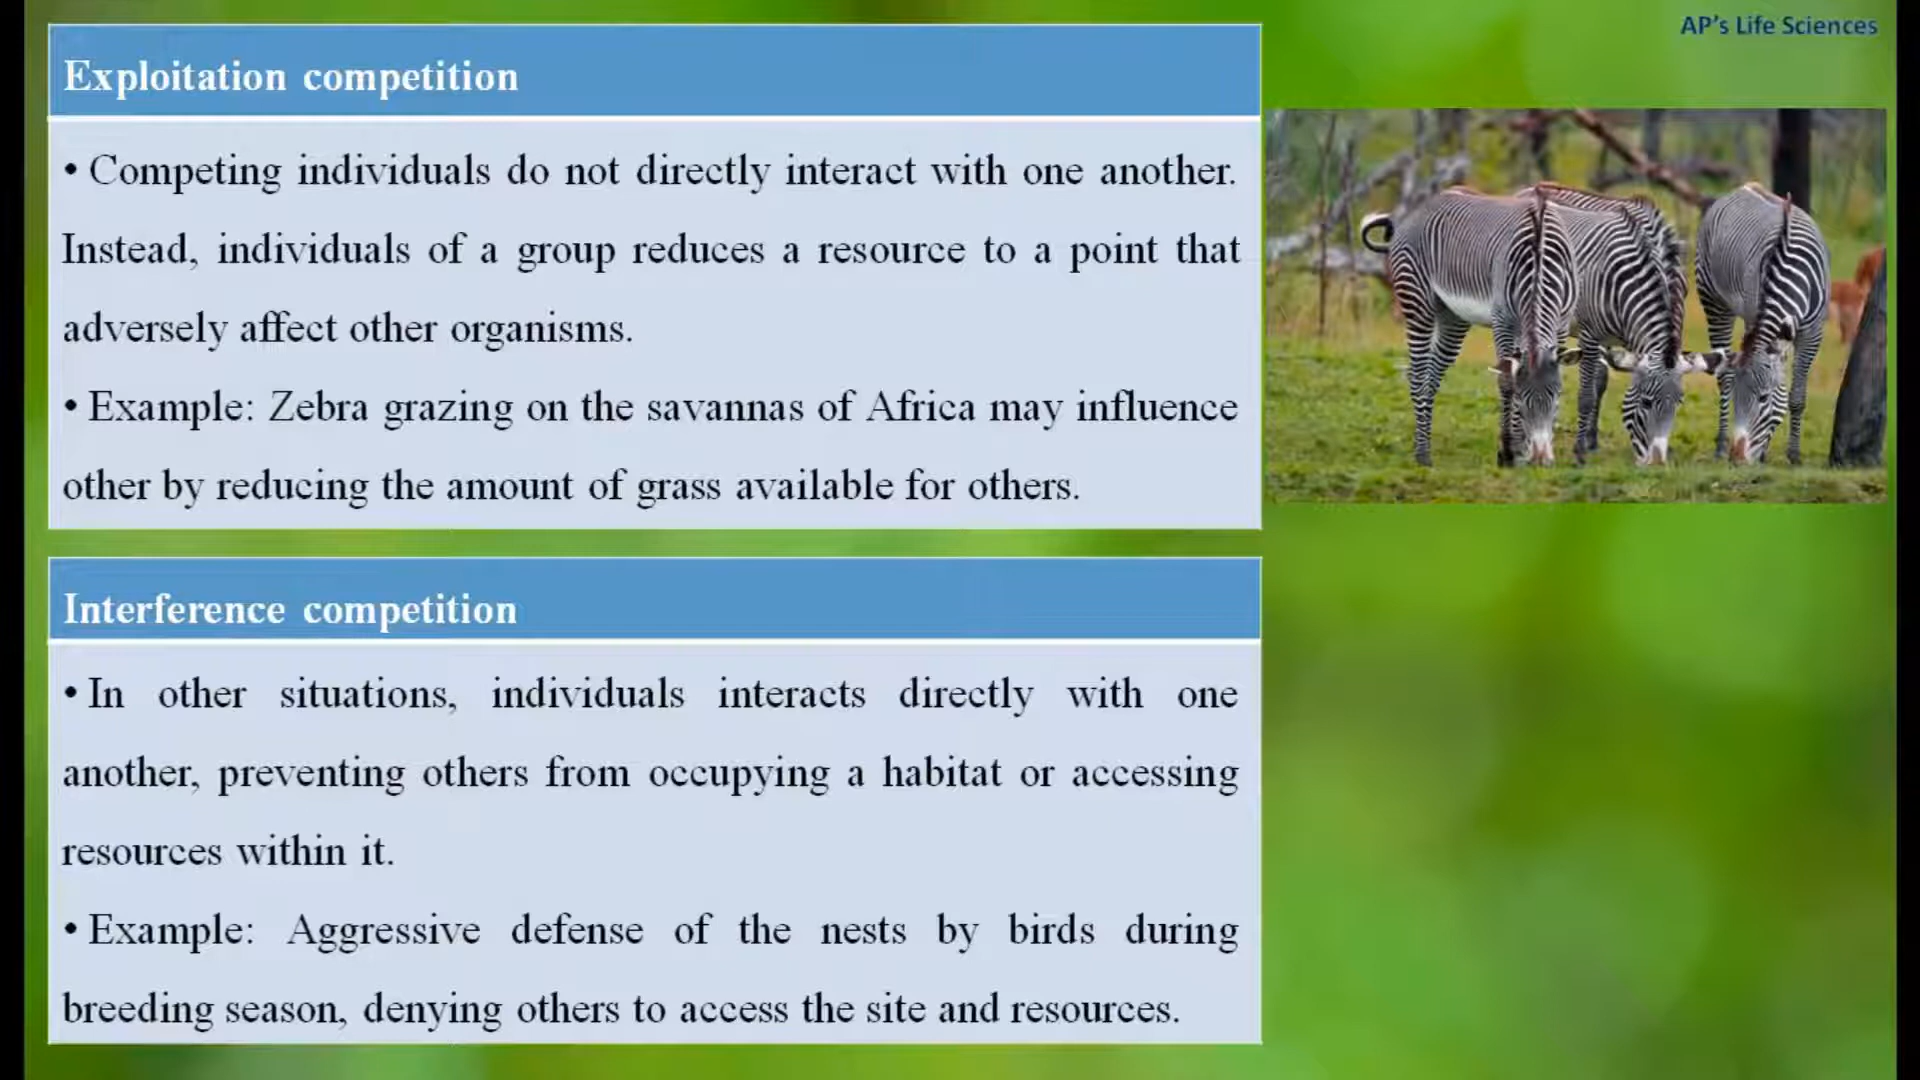 AP's Life Sciences
Exploitation competition
• Competing individuals do not directly interact with one another.
Instead, individuals of a group reduces a resource to a point that
adversely affect other organisms.
• Example: Zebra grazing on the savannas of Africa may influence
other by reducing the amount of grass available for others.
Interference competition
• In other situations, individuals interacts directly with one
another, preventing others from occupying a habitat or accessing
resources within it.
• Example: Aggressive defense of the nests by birds during
breeding season, denying others to access the site and resources.